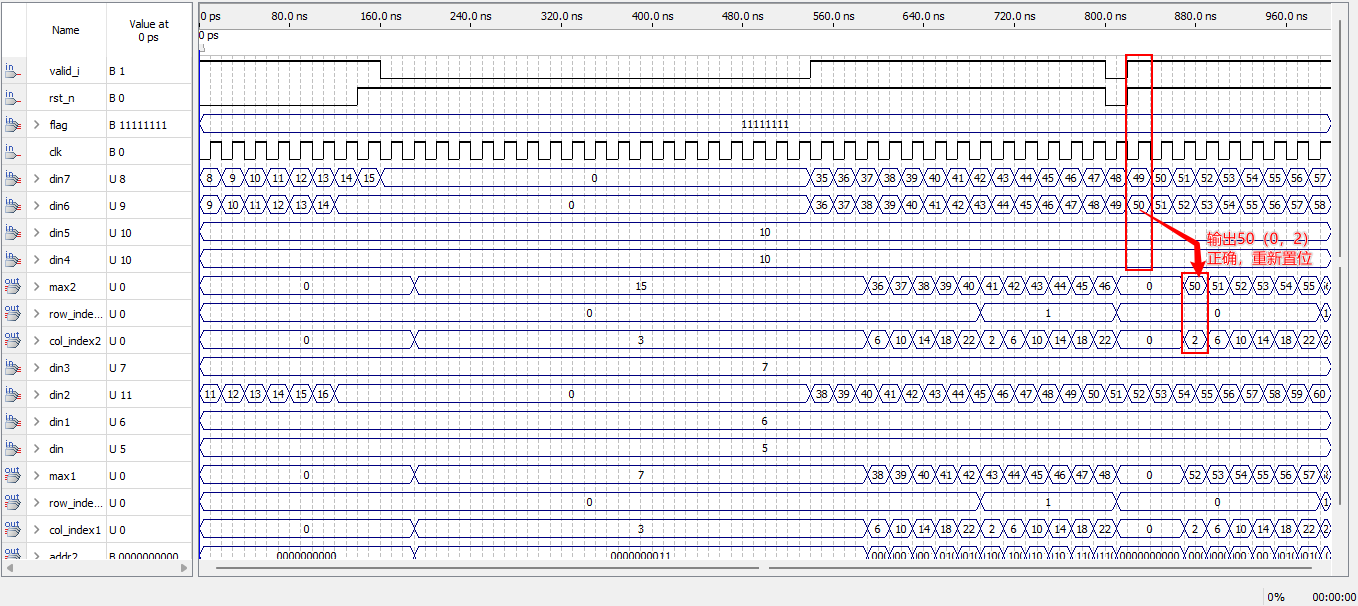 Name
Value at
0 ps
0 ps 80.0 ns 160.0 ns 240.0 ns 320.0 ns 400.0 ns 480.0 ns 560.0 ns 640.0 ns 720.0 ns 800.0 ns 880.0 ns 960.0 ns
0 ps
in valid_i B 1
in rst_n B 0
in flag B 11111111 11111111
in clk B 0
in din7 U 8 8 9 10 11 12 13 14 15 0 35 36 37 38 39 40 41 42 43 44 45 46 47 48 49 50 51 52 53 54 55 56 57
in din6 U 9 9 10 11 12 13 14 0 36 37 38 39 40 41 42 43 44 45 46 47 48 49 50 51 52 53 54 55 56 57 58
in din5 U 10 10
输出50（0，2）
in din4 U 10 10
正确，重新置位
out max2 U 0 0 15 36 37 38 39 40 41 42 43 44 45 46 0 50 51 52 53 54 55
out row_inde... U 0 0 1 0 1
out col_index2 U 0 0 3 6 10 14 18 22 2 6 10 14 18 22 0 2 6 10 14 18 22 2
in din3 U 7 7
in din2 U 11 11 12 13 14 15 16 0 38 39 40 41 42 43 44 45 46 47 48 49 50 51 52 53 54 55 56 57 58 59 60
in din1 U 6 6
in din U 5 5
out max1 U 0 0 7 38 39 40 41 42 43 44 45 46 47 48 0 52 53 54 55 56 57
out row_inde... U 0 0 1 0 1
out col_index1 U 0 0 3 6 10 14 18 22 2 6 10 14 18 22 0 2 6 10 14 18 22 2
out addr2 B 0000000000 0000000000 0000000011 0000000000
0% 00:00:00